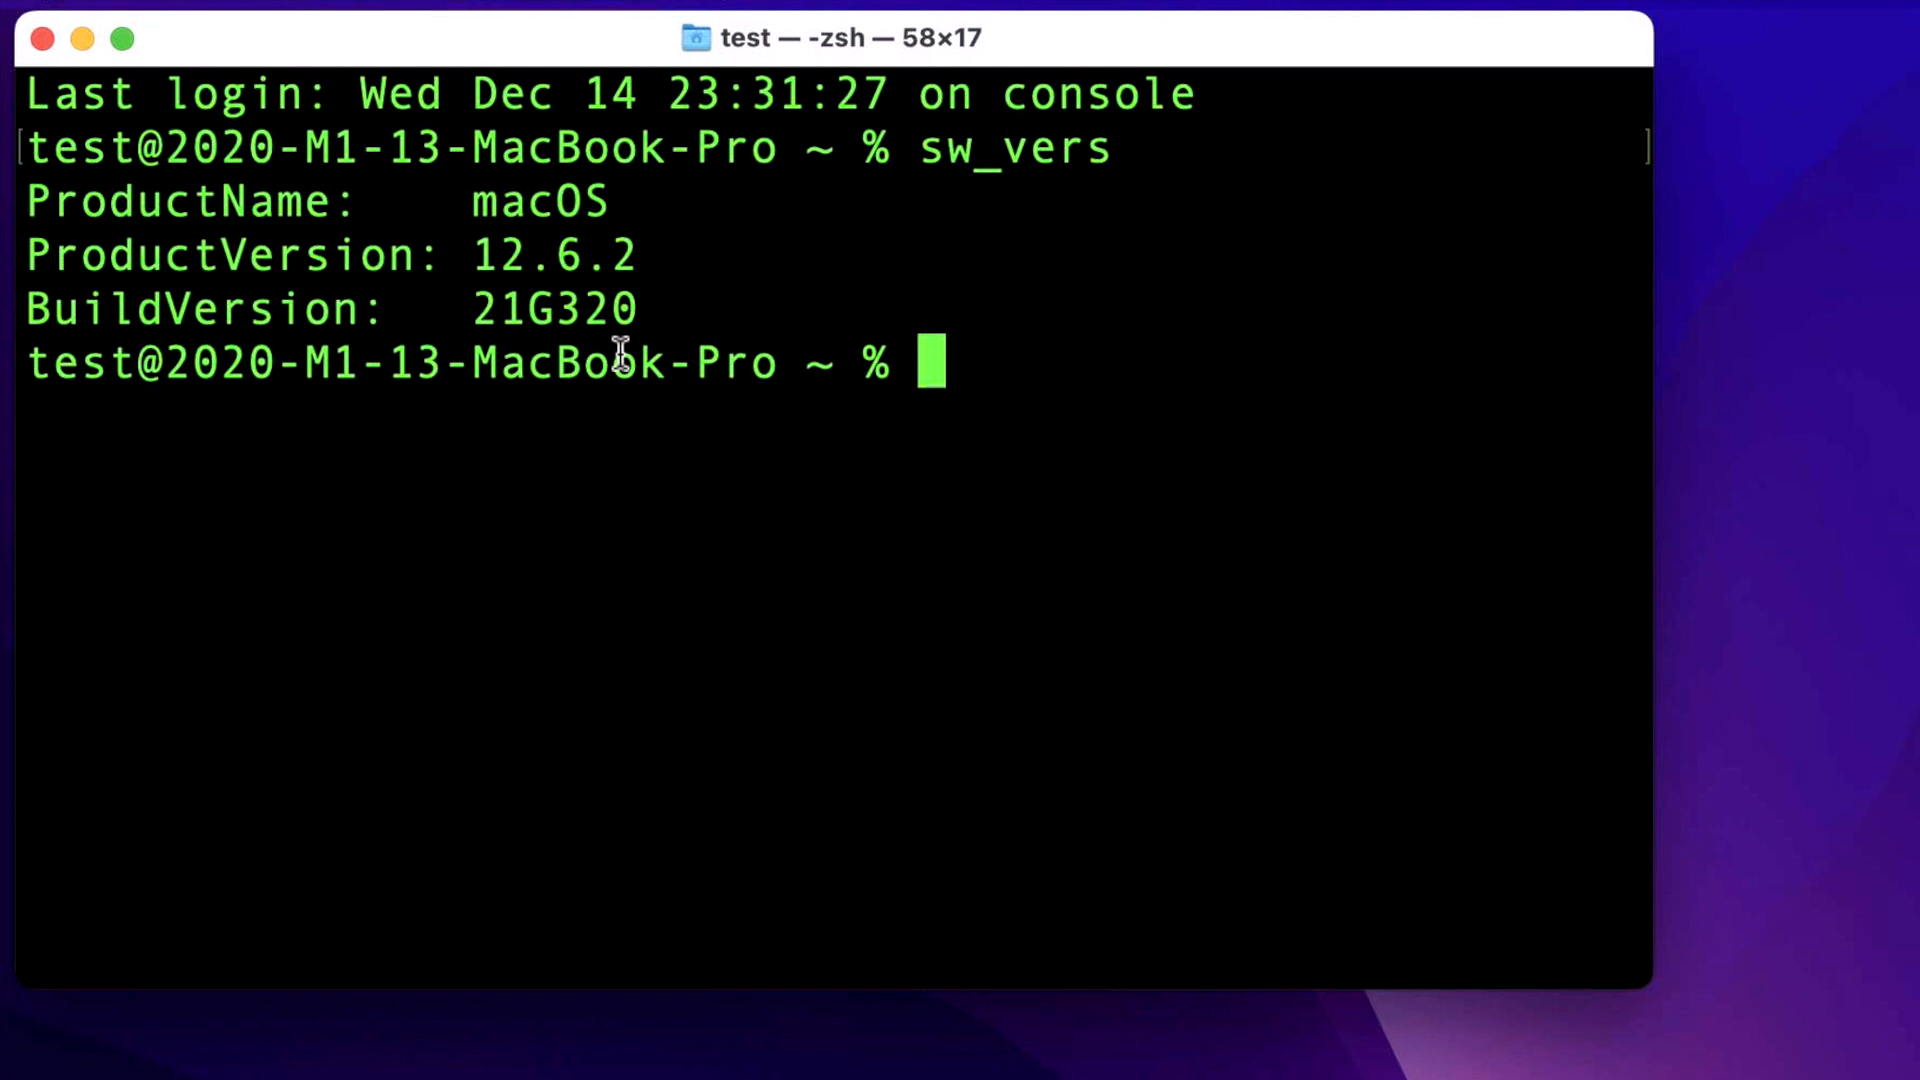 test — -zsh — 58×17
Last login: Wed Dec 14 23:31:27 on console
[test@2020-M1-13-MacBook-Pro ~ % sw_vers ]
ProductName: macOS
ProductVersion: 12.6.2
BuildVersion: 21G320
test@2020-M1-13-MacBook-Pro ~ %